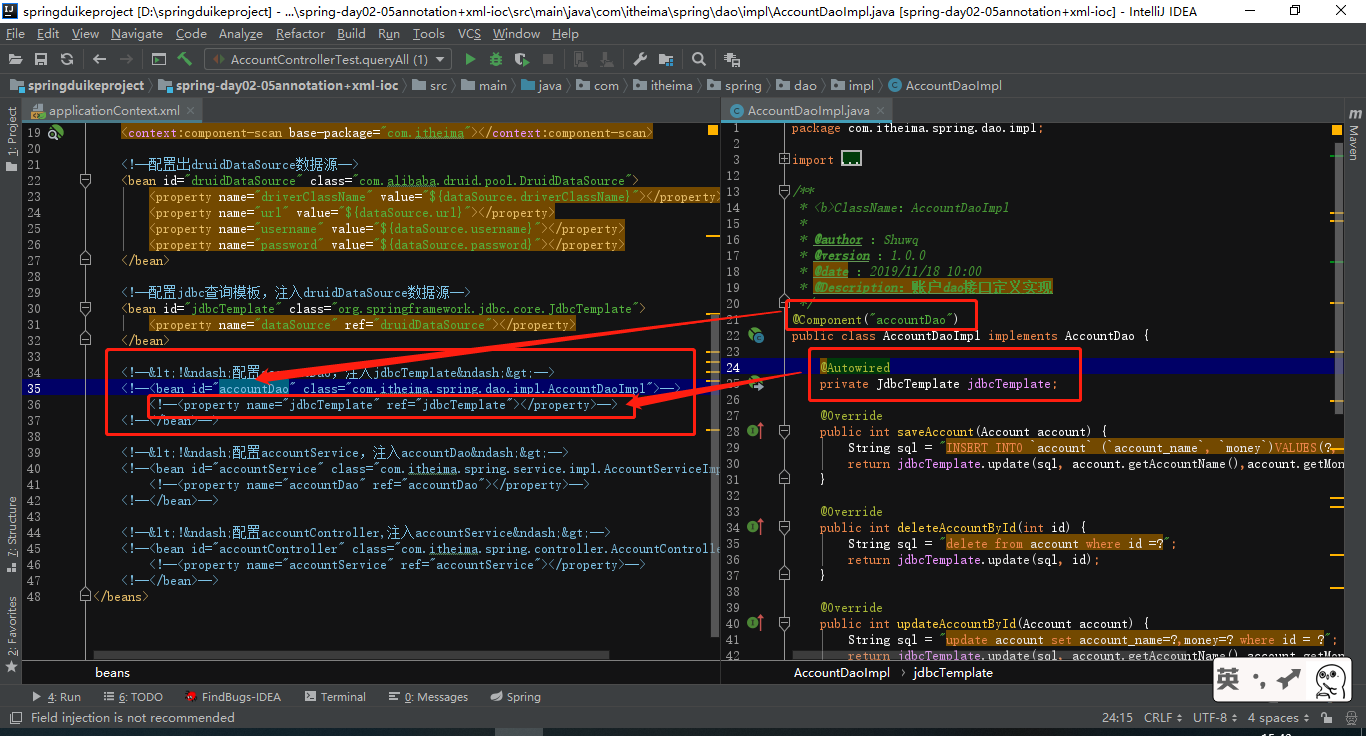 springduikeproject [D:\springduikeproject] - ...\spring-day02-05annotation+xml-ioc\src\main\java\com\itheima\spring\dao\impl\AccountDaoImpl.java [spring-day02-05annotation+xml-ioc] - IntelliJ IDEA
File Edit View Navigate Code Analyze Refactor Build Run Tools VCS Window Help
AccountControllerTest.queryAll (1)
springduikeproject spring-day02-05annotation+xml-ioc src main java com itheima spring dao impl AccountDaoImpl
1: Project
7: Structure
2: Favorites
applicationContext.xml
19 <context:component-scan base-package="com.itheima"></context:component-scan>
20
21 <!--配置出druidDataSource数据源-->
22 <bean id="druidDataSource" class="com.alibaba.druid.pool.DruidDataSource">
23 <property name="driverClassName" value="${dataSource.driverClassName}"></property>
24 <property name="url" value="${dataSource.url}"></property>
25 <property name="username" value="${dataSource.username}"></property>
26 <property name="password" value="${dataSource.password}"></property>
27 </bean>
28
29 <!--配置jdbc查询模板，注入druidDataSource数据源-->
30 <bean id="jdbcTemplate" class="org.springframework.jdbc.core.JdbcTemplate">
31 <property name="dataSource" ref="druidDataSource"></property>
32 </bean>
33
34 <!--&lt;!&ndash;配置accountDao，注入jdbcTemplate&ndash;&gt;-->
35 <!--<bean id="accountDao" class="com.itheima.spring.dao.impl.AccountDaoImpl">-->
36 <!--<property name="jdbcTemplate" ref="jdbcTemplate"></property>-->
37 <!--</bean>-->
38
39 <!--&lt;!&ndash;配置accountService，注入accountDao&ndash;&gt;-->
40 <!--<bean id="accountService" class="com.itheima.spring.service.impl.AccountServiceImp
41 <!--<property name="accountDao" ref="accountDao"></property>-->
42 <!--</bean>-->
43
44 <!--&lt;!&ndash;配置accountController,注入accountService&ndash;&gt;-->
45 <!--<bean id="accountController" class="com.itheima.spring.controller.AccountControlle
46 <!--<property name="accountService" ref="accountService"></property>-->
47 <!--</bean>-->
48 </beans>
beans
AccountDaoImpl.java
1 package com.itheima.spring.dao.impl;
2
3 import ...
12
13 /**
14 * <b>ClassName: AccountDaoImpl
15 *
16 * @author : Shuwq
17 * @version : 1.0.0
18 * @date : 2019/11/18 10:00
19 * @Description: 账户dao接口定义实现
20 */
21 @Component("accountDao")
22 public class AccountDaoImpl implements AccountDao {
23
24 @Autowired
25 private JdbcTemplate jdbcTemplate;
26
27 @Override
28 public int saveAccount(Account account) {
29 String sql = "INSERT INTO `account` (`account_name`, `money`)VALUES(?,
30 return jdbcTemplate.update(sql, account.getAccountName(),account.getMon
31 }
32
33 @Override
34 public int deleteAccountById(int id) {
35 String sql = "delete from account where id =?";
36 return jdbcTemplate.update(sql, id);
37 }
38
39 @Override
40 public int updateAccountById(Account account) {
41 String sql = "update account set account_name=?,money=? where id = ?";
42 return jdbcTemplate.update(sql, account.getAccountName(),account.getMon
AccountDaoImpl jdbcTemplate
m Maven
英
4: Run 6: TODO FindBugs-IDEA Terminal 0: Messages Spring
Field injection is not recommended
24:15 CRLF UTF-8 4 spaces